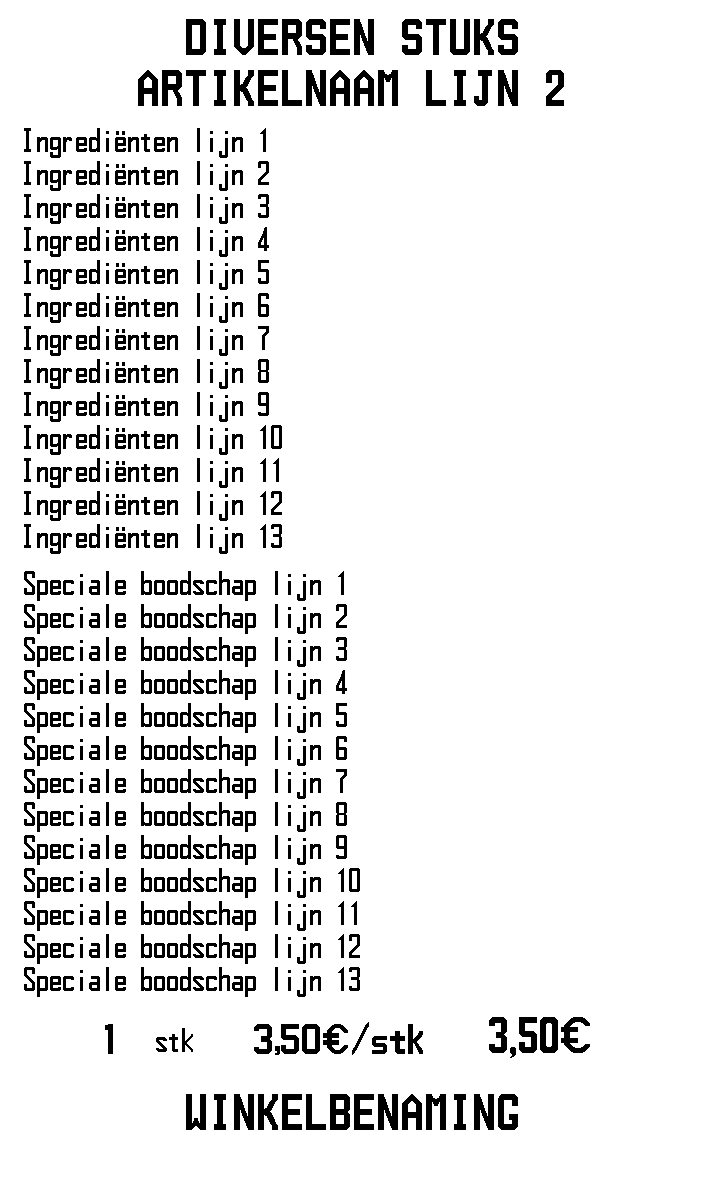 DIVERSEN STUKS
ARTIKELNAAM LIJN 2
Ingrediënten lijn 1
Ingrediënten lijn 2
Ingrediënten lijn 3
Ingrediënten lijn 4
Ingrediënten lijn 5
Ingrediënten lijn 6
Ingrediënten lijn 7
Ingrediënten lijn 8
Ingrediënten lijn 9
Ingrediënten lijn 10
Ingrediënten lijn 11
Ingrediënten lijn 12
Ingrediënten lijn 13
Speciale boodschap lijn 1
Speciale boodschap lijn 2
Speciale boodschap lijn 3
Speciale boodschap lijn 4
Speciale boodschap lijn 5
Speciale boodschap lijn 6
Speciale boodschap lijn 7
Speciale boodschap lijn 8
Speciale boodschap lijn 9
Speciale boodschap lijn 10
Speciale boodschap lijn 11
Speciale boodschap lijn 12
Speciale boodschap lijn 13
1 stk 3,50€/stk 3,50€
WINKELBENAMING